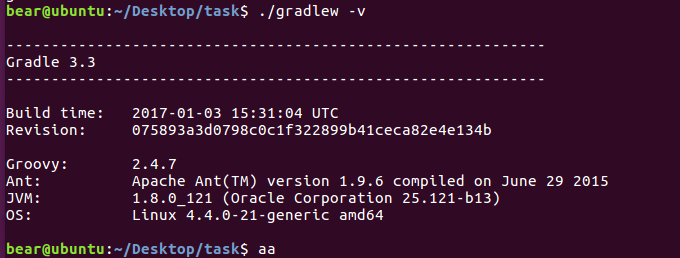 bear@ubuntu:~/Desktop/task$ ./gradlew -v
------------------------------------------------------------
Gradle 3.3
------------------------------------------------------------
Build time:   2017-01-03 15:31:04 UTC
Revision:     075893a3d0798c0c1f322899b41ceca82e4e134b
Groovy:       2.4.7
Ant:          Apache Ant(TM) version 1.9.6 compiled on June 29 2015
JVM:          1.8.0_121 (Oracle Corporation 25.121-b13)
OS:           Linux 4.4.0-21-generic amd64
bear@ubuntu:~/Desktop/task$ aa